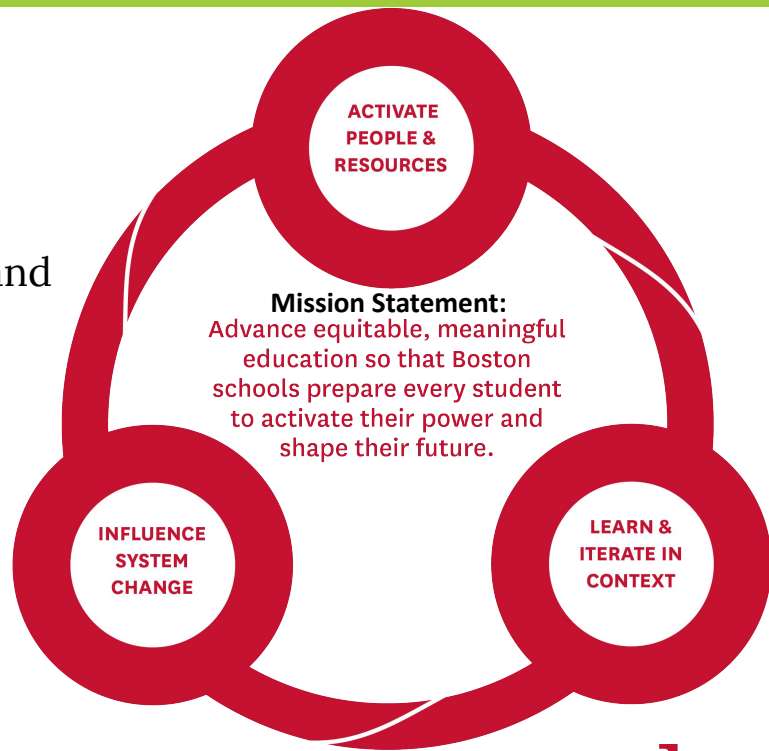 ACTIVATE
PEOPLE &
RESOURCES
and
Mission Statement:
Advance equitable, meaningful
education so that Boston
schools prepare every student
to activate their power and
shape their future.
INFLUENCE
SYSTEM
CHANGE
LEARN &
ITERATE IN
CONTEXT